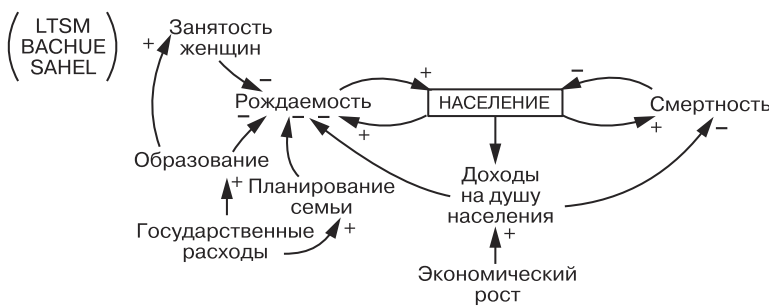 LTSM
BACHUE
SAHEL
+
Занятость
женщин
−
Рождаемость
+
НАСЕЛЕНИЕ
−
Смертность
− − −
+
+
−
Образование
+
Планирование
семьи
Доходы
на душу
населения
Государственные
расходы
+
+
Экономический
рост